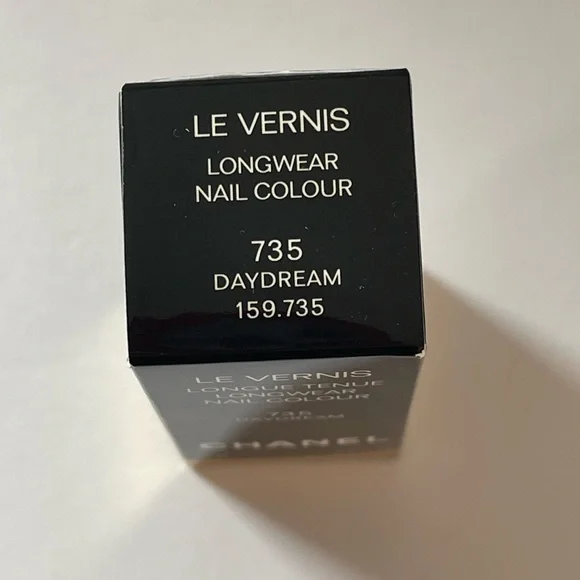 LE VERNIS
LONGWEAR
NAIL COLOUR
735
DAYDREAM
159.735
LE VERNIS
LONGUE TENUE
LONGWEAR
NAIL COLOUR
735
DAYDREAM
CHANEL